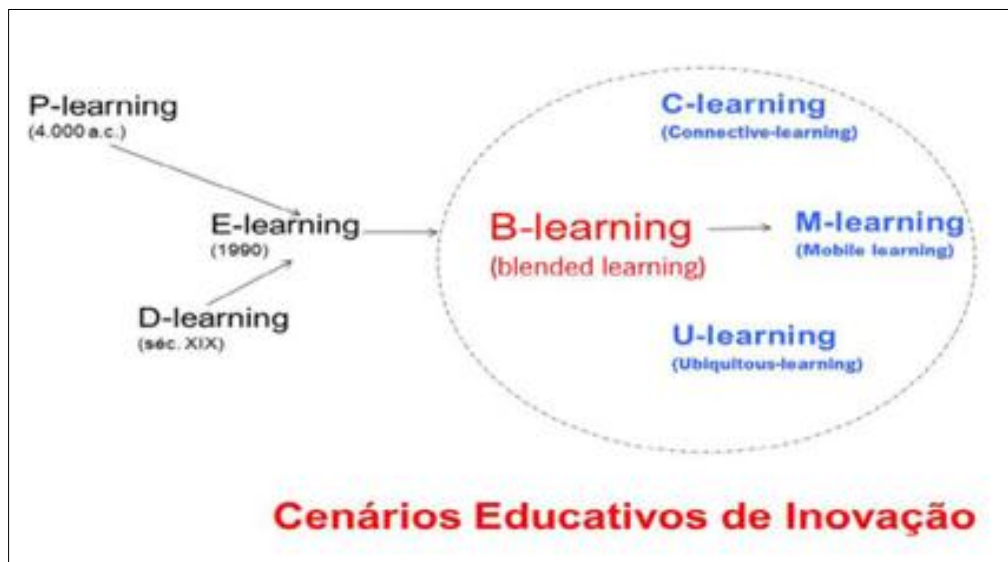 P-learning
(4.000 a.c.)
E-learning
(1990)
D-learning
(séc. XIX)
B-learning
(blended learning)
C-learning
(Connective-learning)
M-learning
(Mobile learning)
U-learning
(Ubiquitous-learning)
Cenários Educativos de Inovação